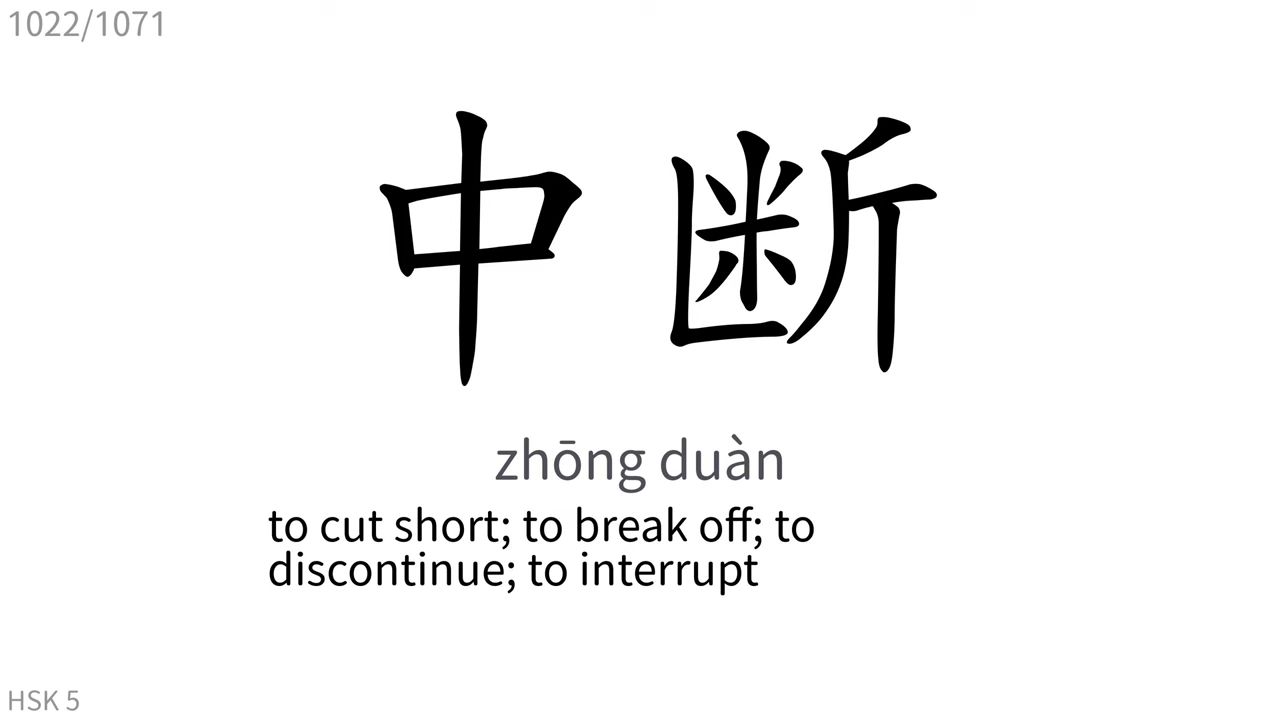 1022/1071
中断
zhōng duàn
to cut short; to break off; to
discontinue; to interrupt
HSK 5